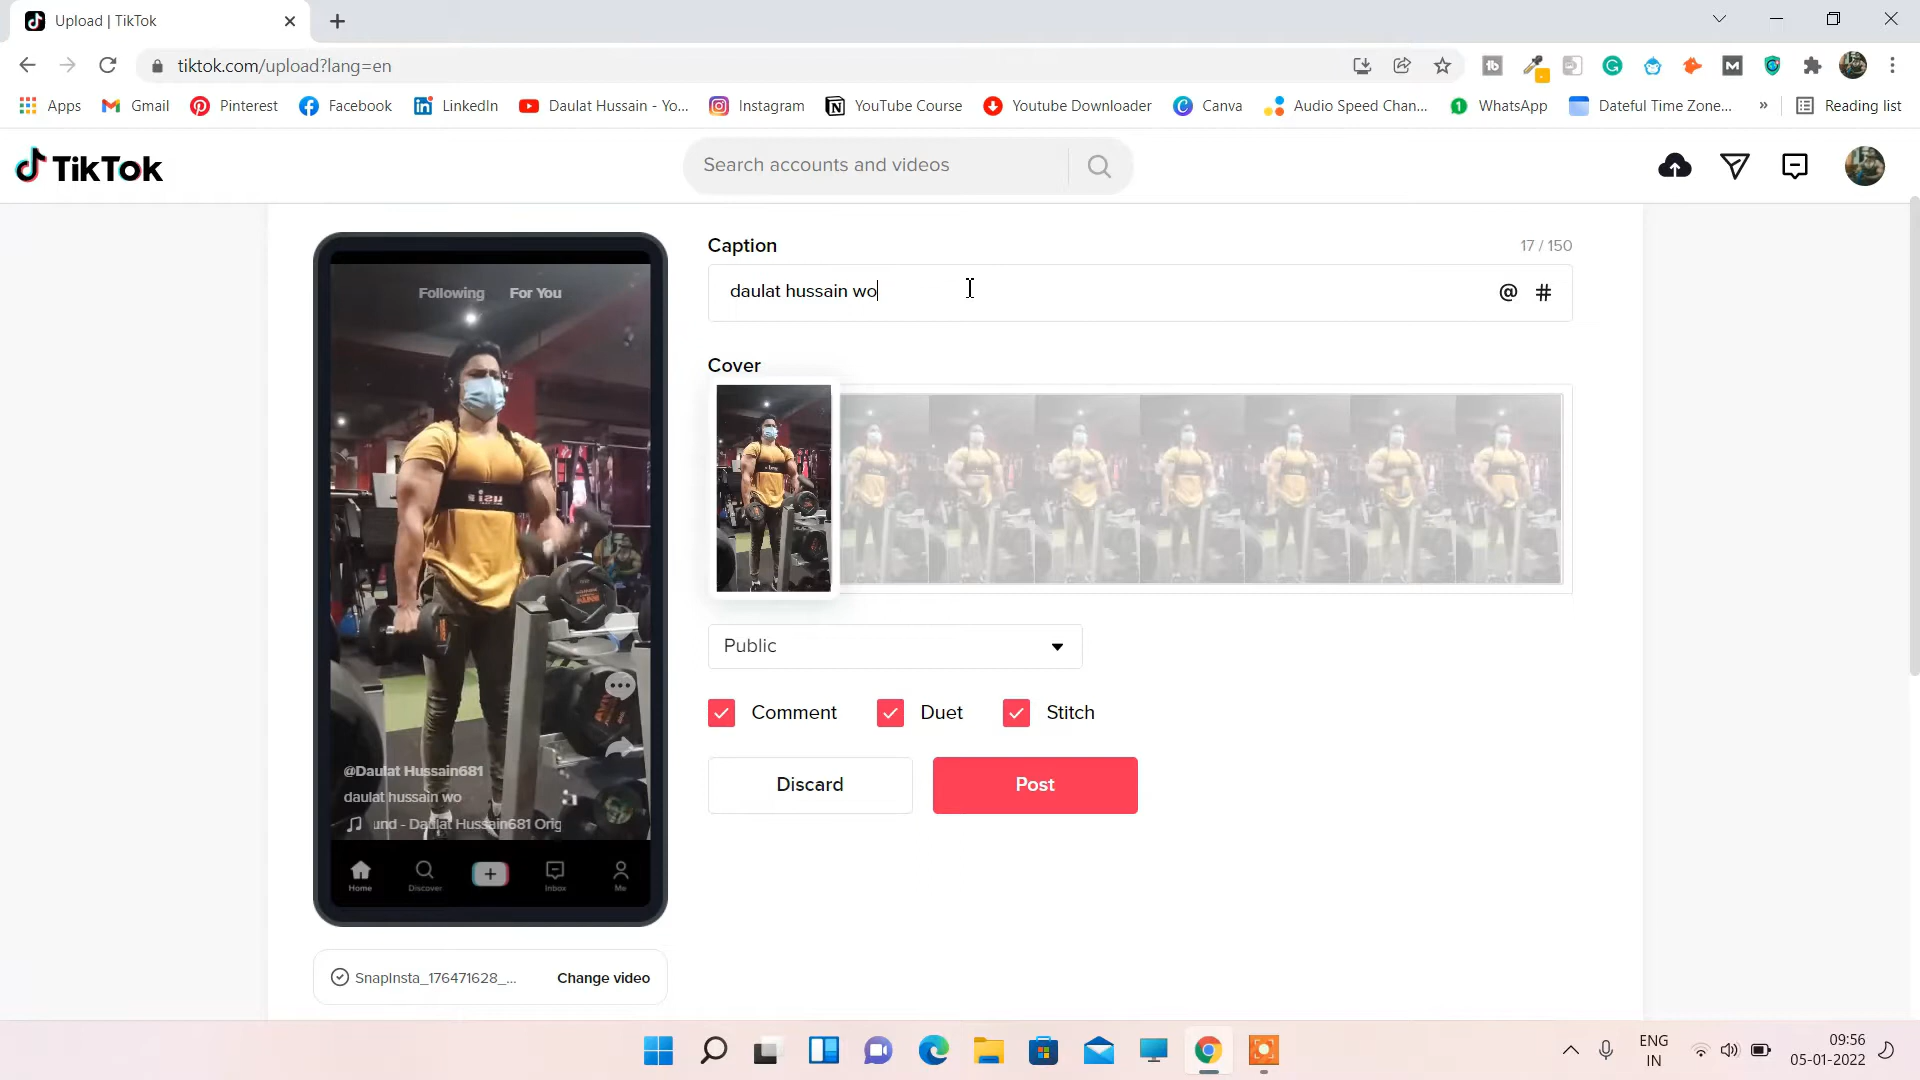 Upload | TikTok
tiktok.com/upload?lang=en
Apps Gmail Pinterest Facebook LinkedIn Daulat Hussain - Yo... Instagram YouTube Course Youtube Downloader Canva Audio Speed Chan... WhatsApp Dateful Time Zone... » Reading list
TikTok
Search accounts and videos
Caption 17 / 150
daulat hussain wo @ #
Cover
Public
Comment Duet Stitch
Discard Post
Following For You
@Daulat Hussain681
daulat hussain wo
und - Daulat Hussain681 Orig
Home Discover Inbox Me
SnapInsta_176471628_... Change video
ENG
IN
09:56
05-01-2022